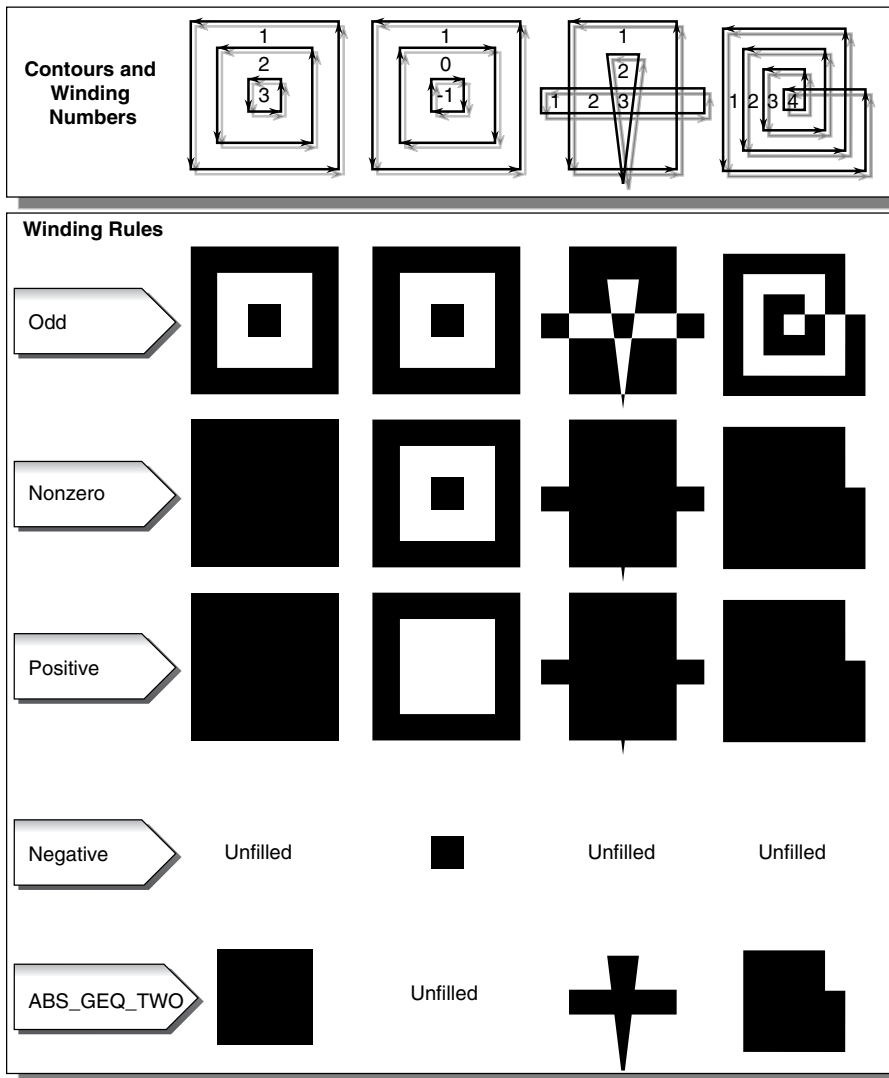 Contours and
Winding
Numbers
1
2
3
1
0
-1
1
2
1 2 3
1 2 3 4
Winding Rules
Odd
Nonzero
Positive
Negative
Unfilled
Unfilled
Unfilled
ABS_GEQ_TWO
Unfilled